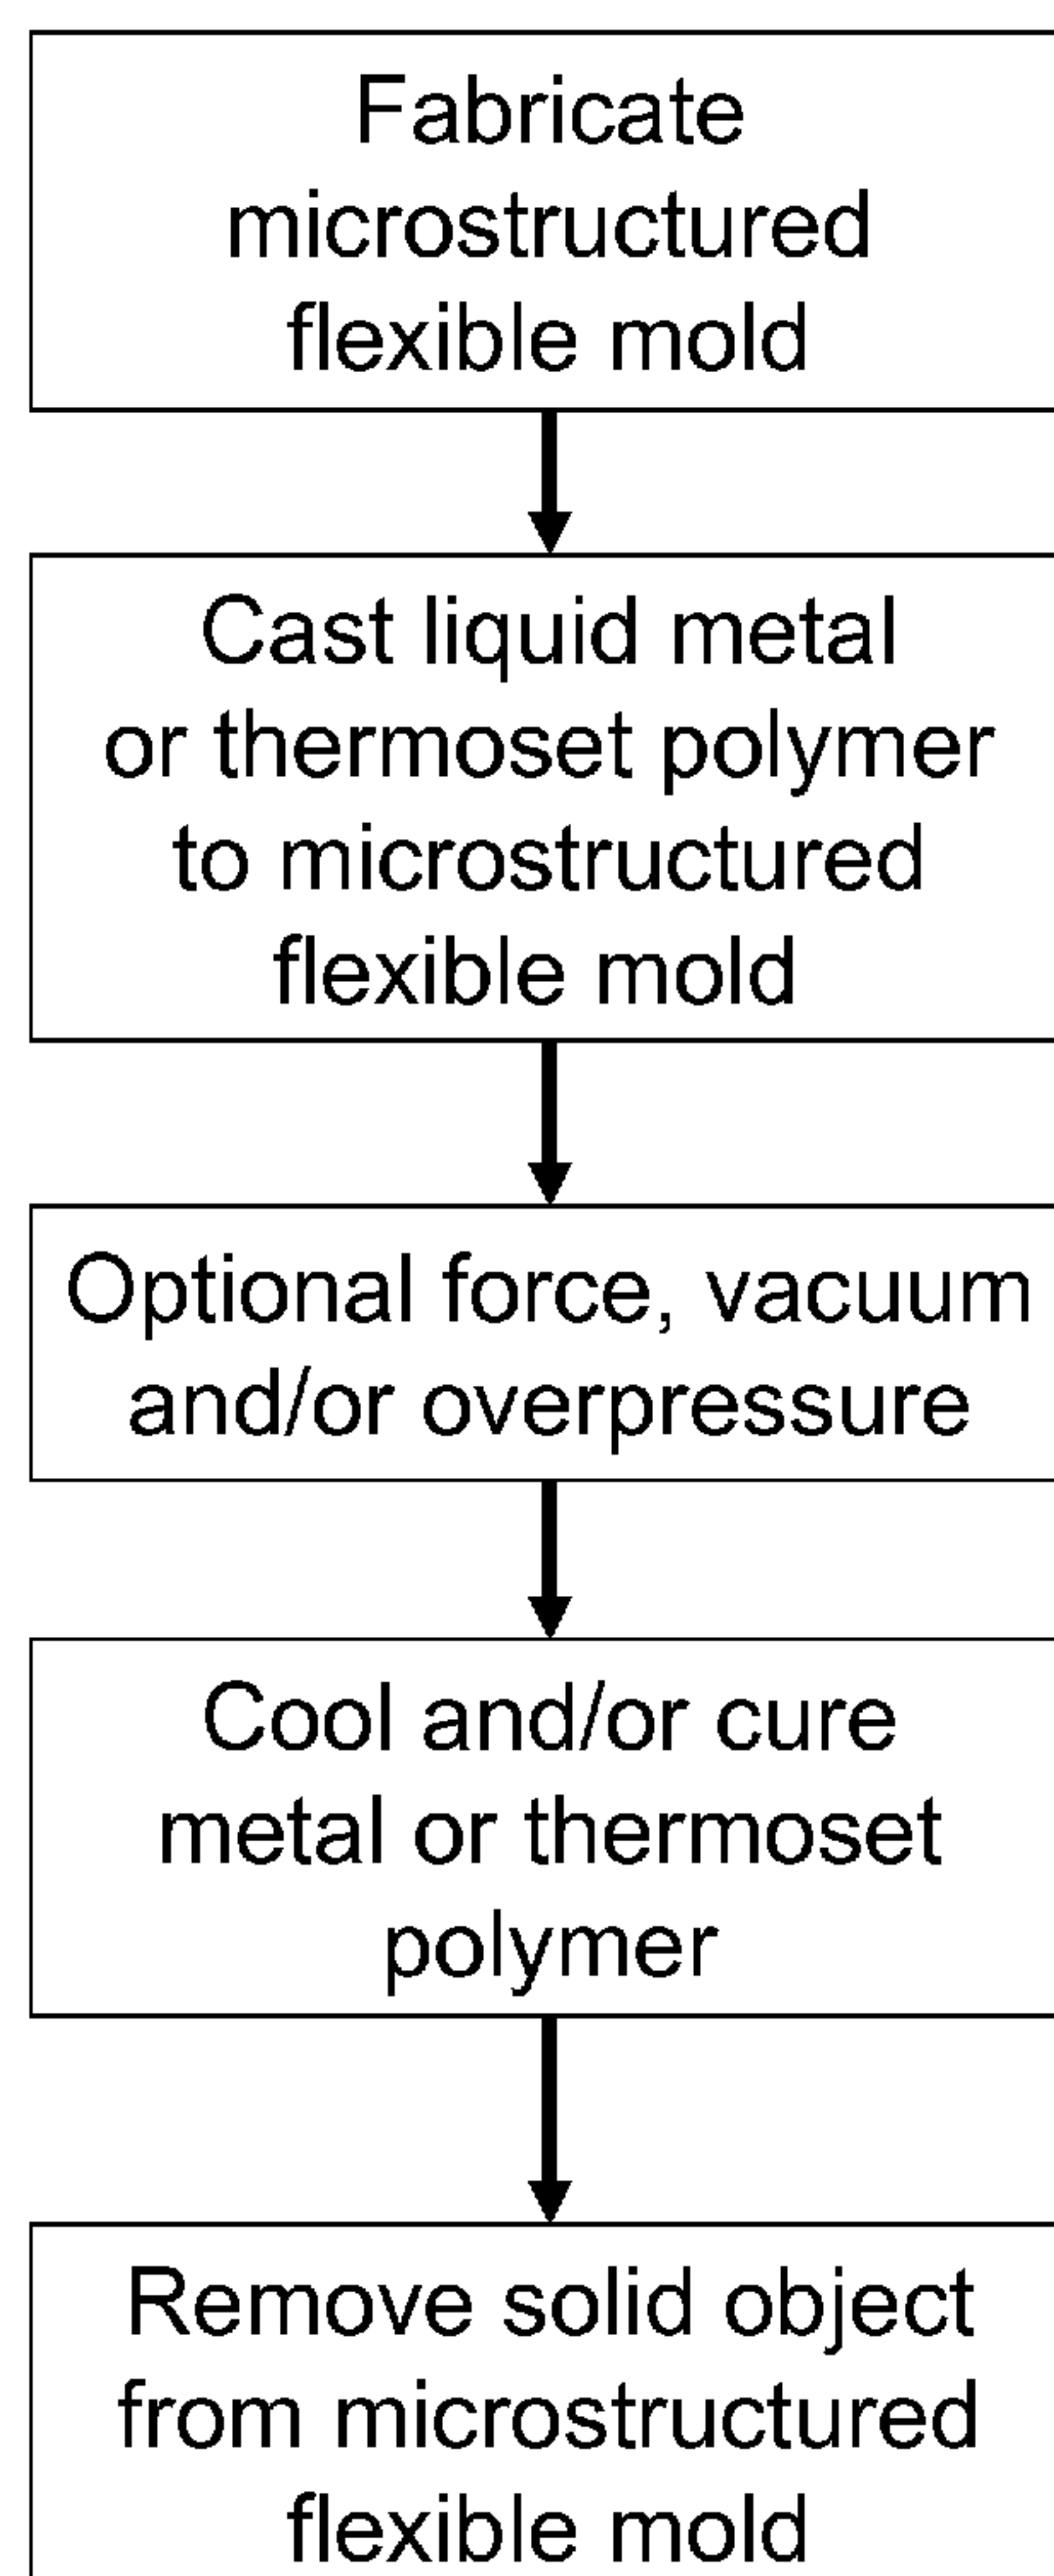 Fabricate
microstructured
flexible mold
Cast liquid metal
or thermoset polymer
to microstructured
flexible mold
Optional force, vacuum
and/or overpressure
Cool and/or cure
metal or thermoset
polymer
Remove solid object
from microstructured
flexible mold